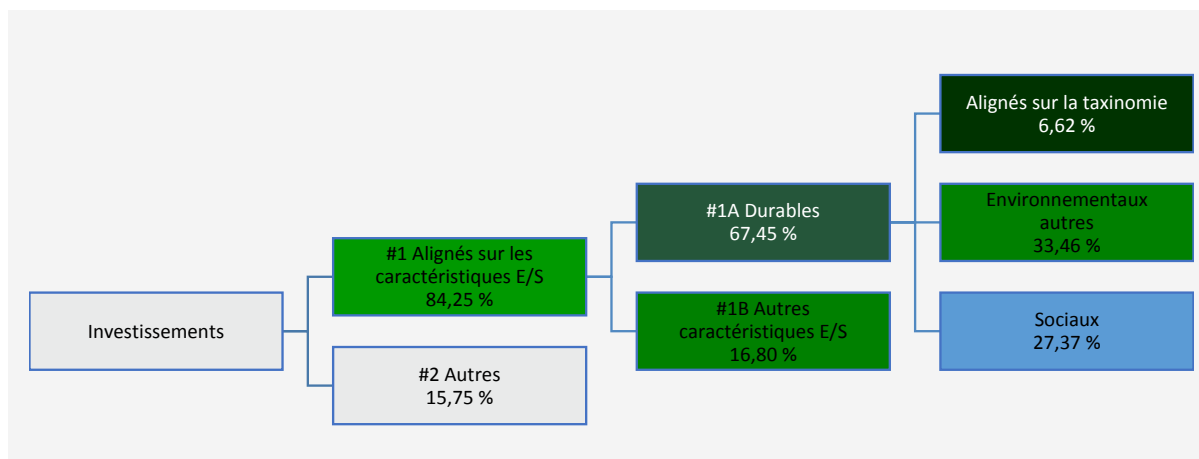 Investissements
#1 Alignés sur les
caractéristiques E/S
84,25 %
#2 Autres
15,75 %
#1A Durables
67,45 %
#1B Autres
caractéristiques E/S
16,80 %
Alignés sur la taxinomie
6,62 %
Environnementaux
autres
33,46 %
Sociaux
27,37 %